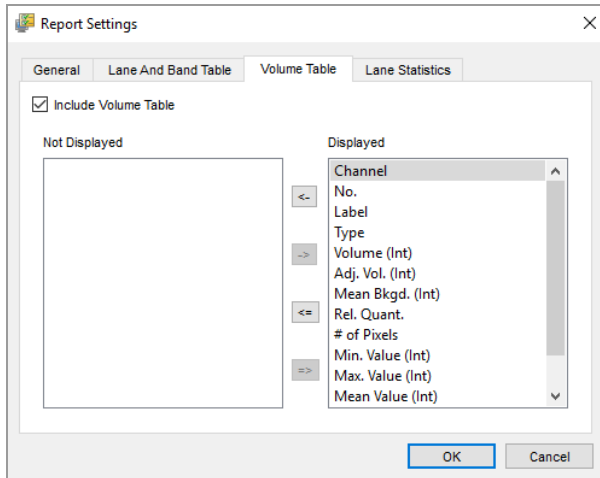 Report Settings
General Lane And Band Table Volume Table Lane Statistics
Include Volume Table
Not Displayed Displayed
Channel
<- No.
Label
Type
-> Volume (Int)
Adj. Vol. (Int)
Mean Bkgd. (Int)
<= Rel. Quant.
# of Pixels
Min. Value (Int)
=> Max. Value (Int)
Mean Value (Int)
OK Cancel